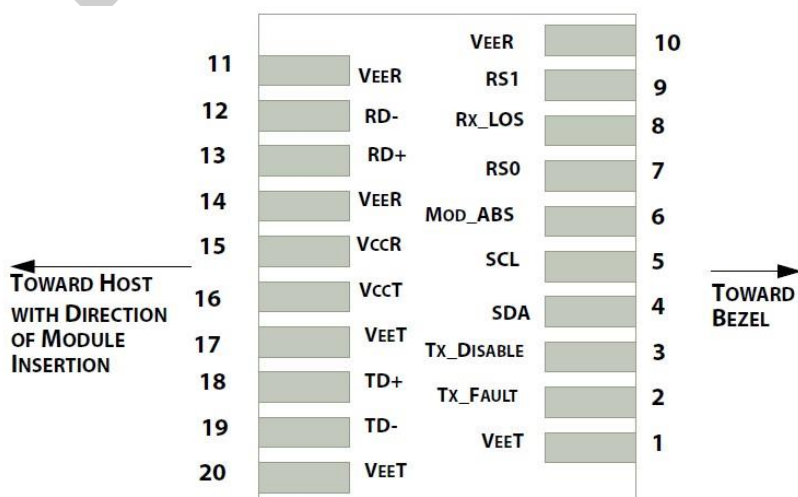 11 VEER
12 RD-
13 RD+
14 VEER
15 VCCR
16 VCCT
17 VEET
18 TD+
19 TD-
20 VEET
VEER 10
RS1 9
RX_LOS 8
RS0 7
MOD_ABS 6
SCL 5
SDA 4
TX_DISABLE 3
TX_FAULT 2
VEET 1
TOWARD HOST
WITH DIRECTION
OF MODULE
INSERTION
TOWARD
BEZEL